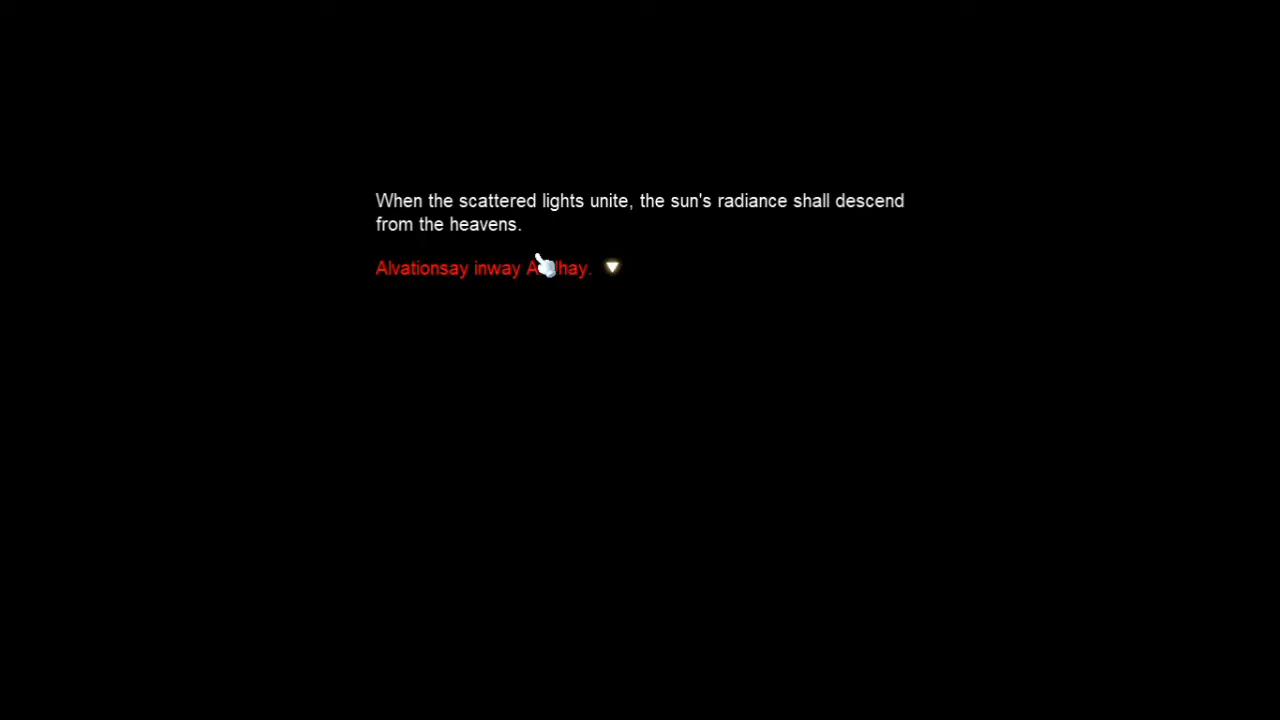 When the scattered lights unite, the sun's radiance shall descend
from the heavens.
Alvationsay inway